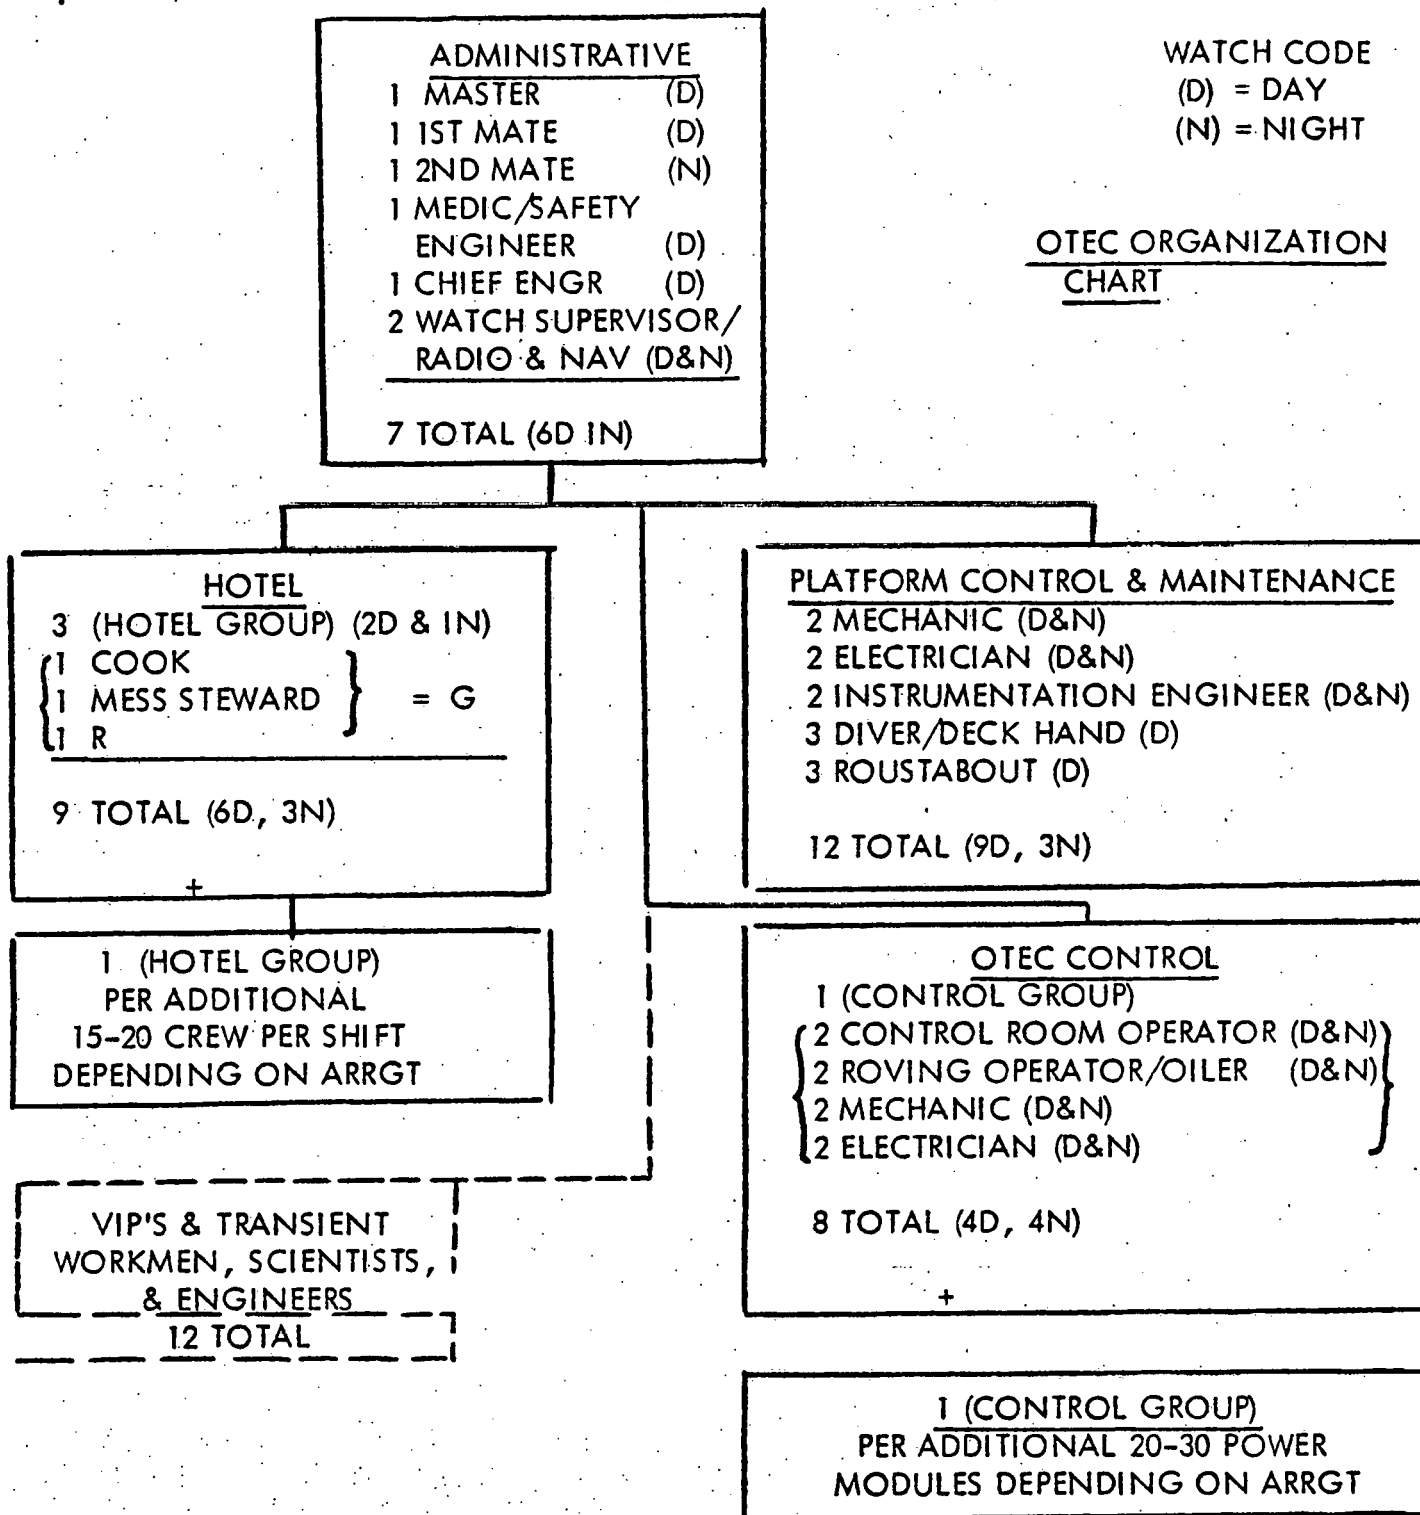 ADMINISTRATIVE
1 MASTER (D)
1 1ST MATE (D)
1 2ND MATE (N)
1 MEDIC/SAFETY
ENGINEER (D)
1 CHIEF ENGR (D)
2 WATCH SUPERVISOR/
RADIO & NAV (D&N)
7 TOTAL (6D 1N)
WATCH CODE
(D) = DAY
(N) = NIGHT
OTEC ORGANIZATION
CHART
HOTEL
3 (HOTEL GROUP) (2D & 1N)
1 COOK
1 MESS STEWARD = G
1 R
9 TOTAL (6D, 3N)
+
1 (HOTEL GROUP)
PER ADDITIONAL
15-20 CREW PER SHIFT
DEPENDING ON ARRGT
VIP'S & TRANSIENT
WORKMEN, SCIENTISTS,
& ENGINEERS
12 TOTAL
PLATFORM CONTROL & MAINTENANCE
2 MECHANIC (D&N)
2 ELECTRICIAN (D&N)
2 INSTRUMENTATION ENGINEER (D&N)
3 DIVER/DECK HAND (D)
3 ROUSTABOUT (D)
12 TOTAL (9D, 3N)
OTEC CONTROL
1 (CONTROL GROUP)
2 CONTROL ROOM OPERATOR (D&N)
2 ROVING OPERATOR/OILER (D&N)
2 MECHANIC (D&N)
2 ELECTRICIAN (D&N)
8 TOTAL (4D, 4N)
+
1 (CONTROL GROUP)
PER ADDITIONAL 20-30 POWER
MODULES DEPENDING ON ARRGT